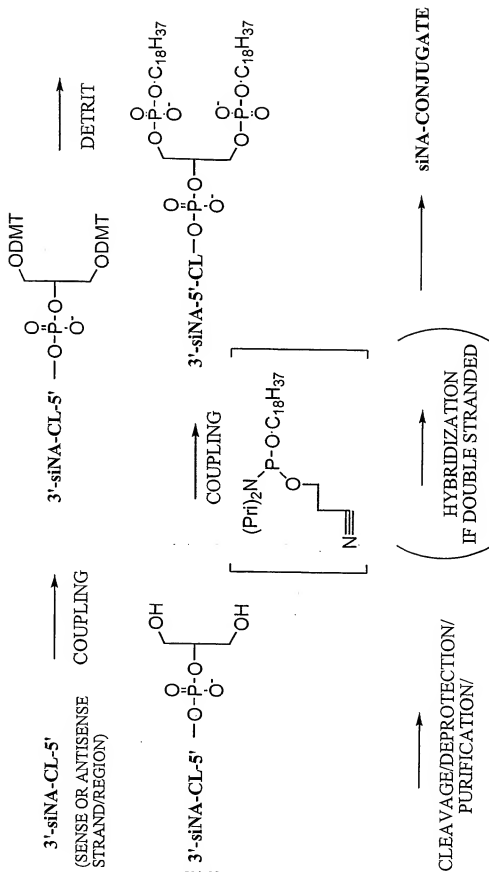 3'-siNA-CL-5'
(SENSE OR ANTISENSE
STRAND/REGION)
COUPLING
3'-siNA-CL-5' —O-P-O
O
O-
ODMT
ODMT
DETRIT
3'-siNA-CL-5' —O-P-O
O
O-
OH
OH
COUPLING
(Pri)2N
P-O·C18H37
O
N
3'-siNA-5'-CL —O-P-O
O
O-
O-P-O·C18H37
O
O-
O-P-O·C18H37
O
O-
CLEAVAGE/DEPROTECTION/
PURIFICATION/
HYBRIDIZATION
IF DOUBLE STRANDED
siNA-CONJUGATE